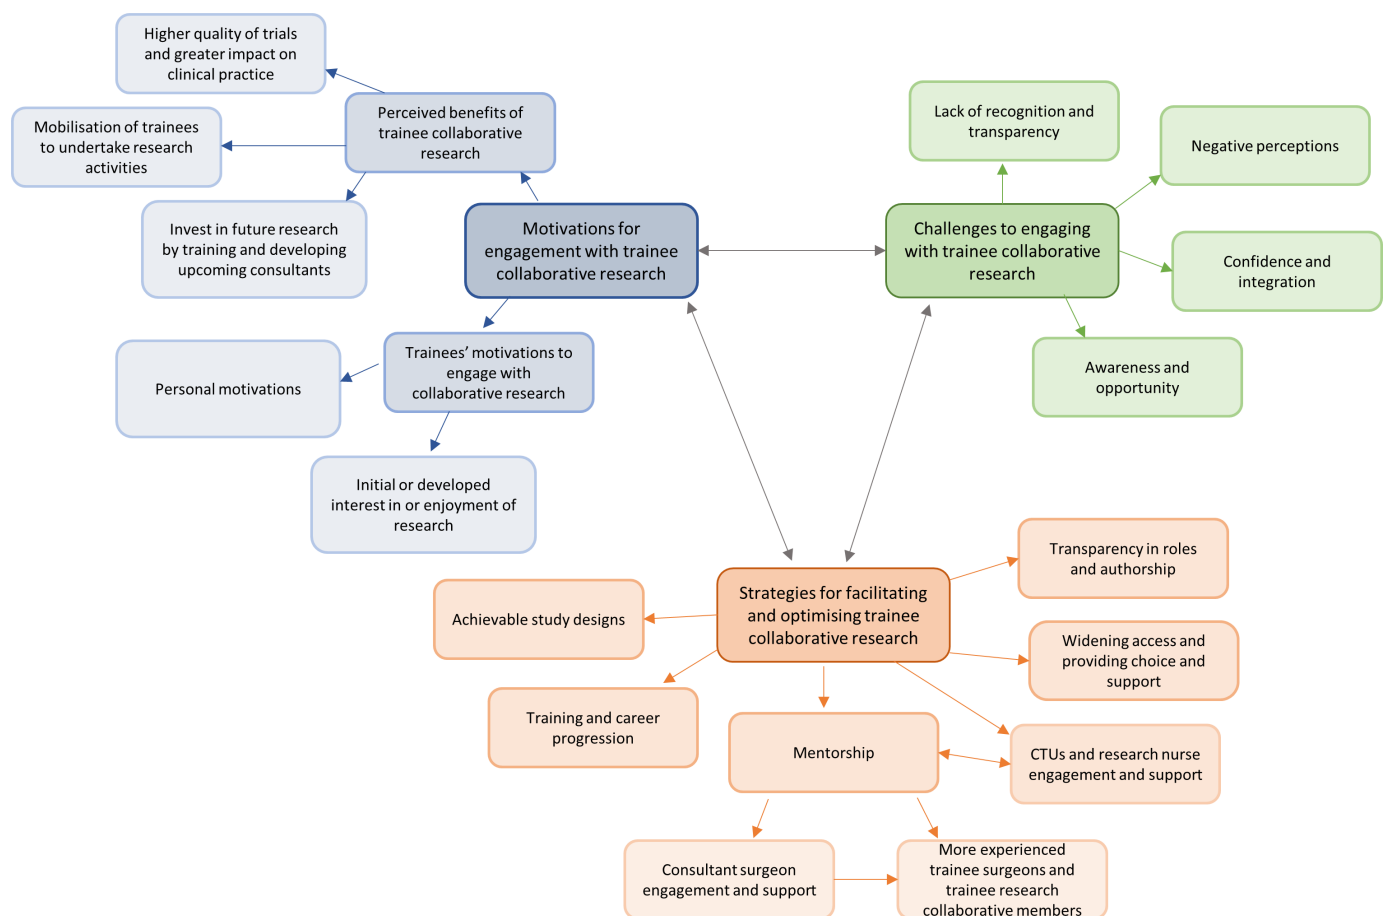 Higher quality of trials
and greater impact on
clinical practice
Mobilisation of trainees
to undertake research
activities
Perceived benefits of
trainee collaborative
research
Invest in future research
by training and developing
upcoming consultants
Motivations for
engagement with trainee
collaborative research
Trainees’ motivations to
engage with
collaborative research
Personal motivations
Initial or developed
interest in or enjoyment of
research
Lack of recognition and
transparency
Negative perceptions
Challenges to engaging
with trainee collaborative
research
Confidence and
integration
Awareness and
opportunity
Strategies for facilitating
and optimising trainee
collaborative research
Transparency in roles
and authorship
Achievable study designs
Widening access and
providing choice and
support
Training and career
progression
Mentorship
CTUs and research nurse
engagement and support
Consultant surgeon
engagement and support
More experienced
trainee surgeons and
trainee research
collaborative members